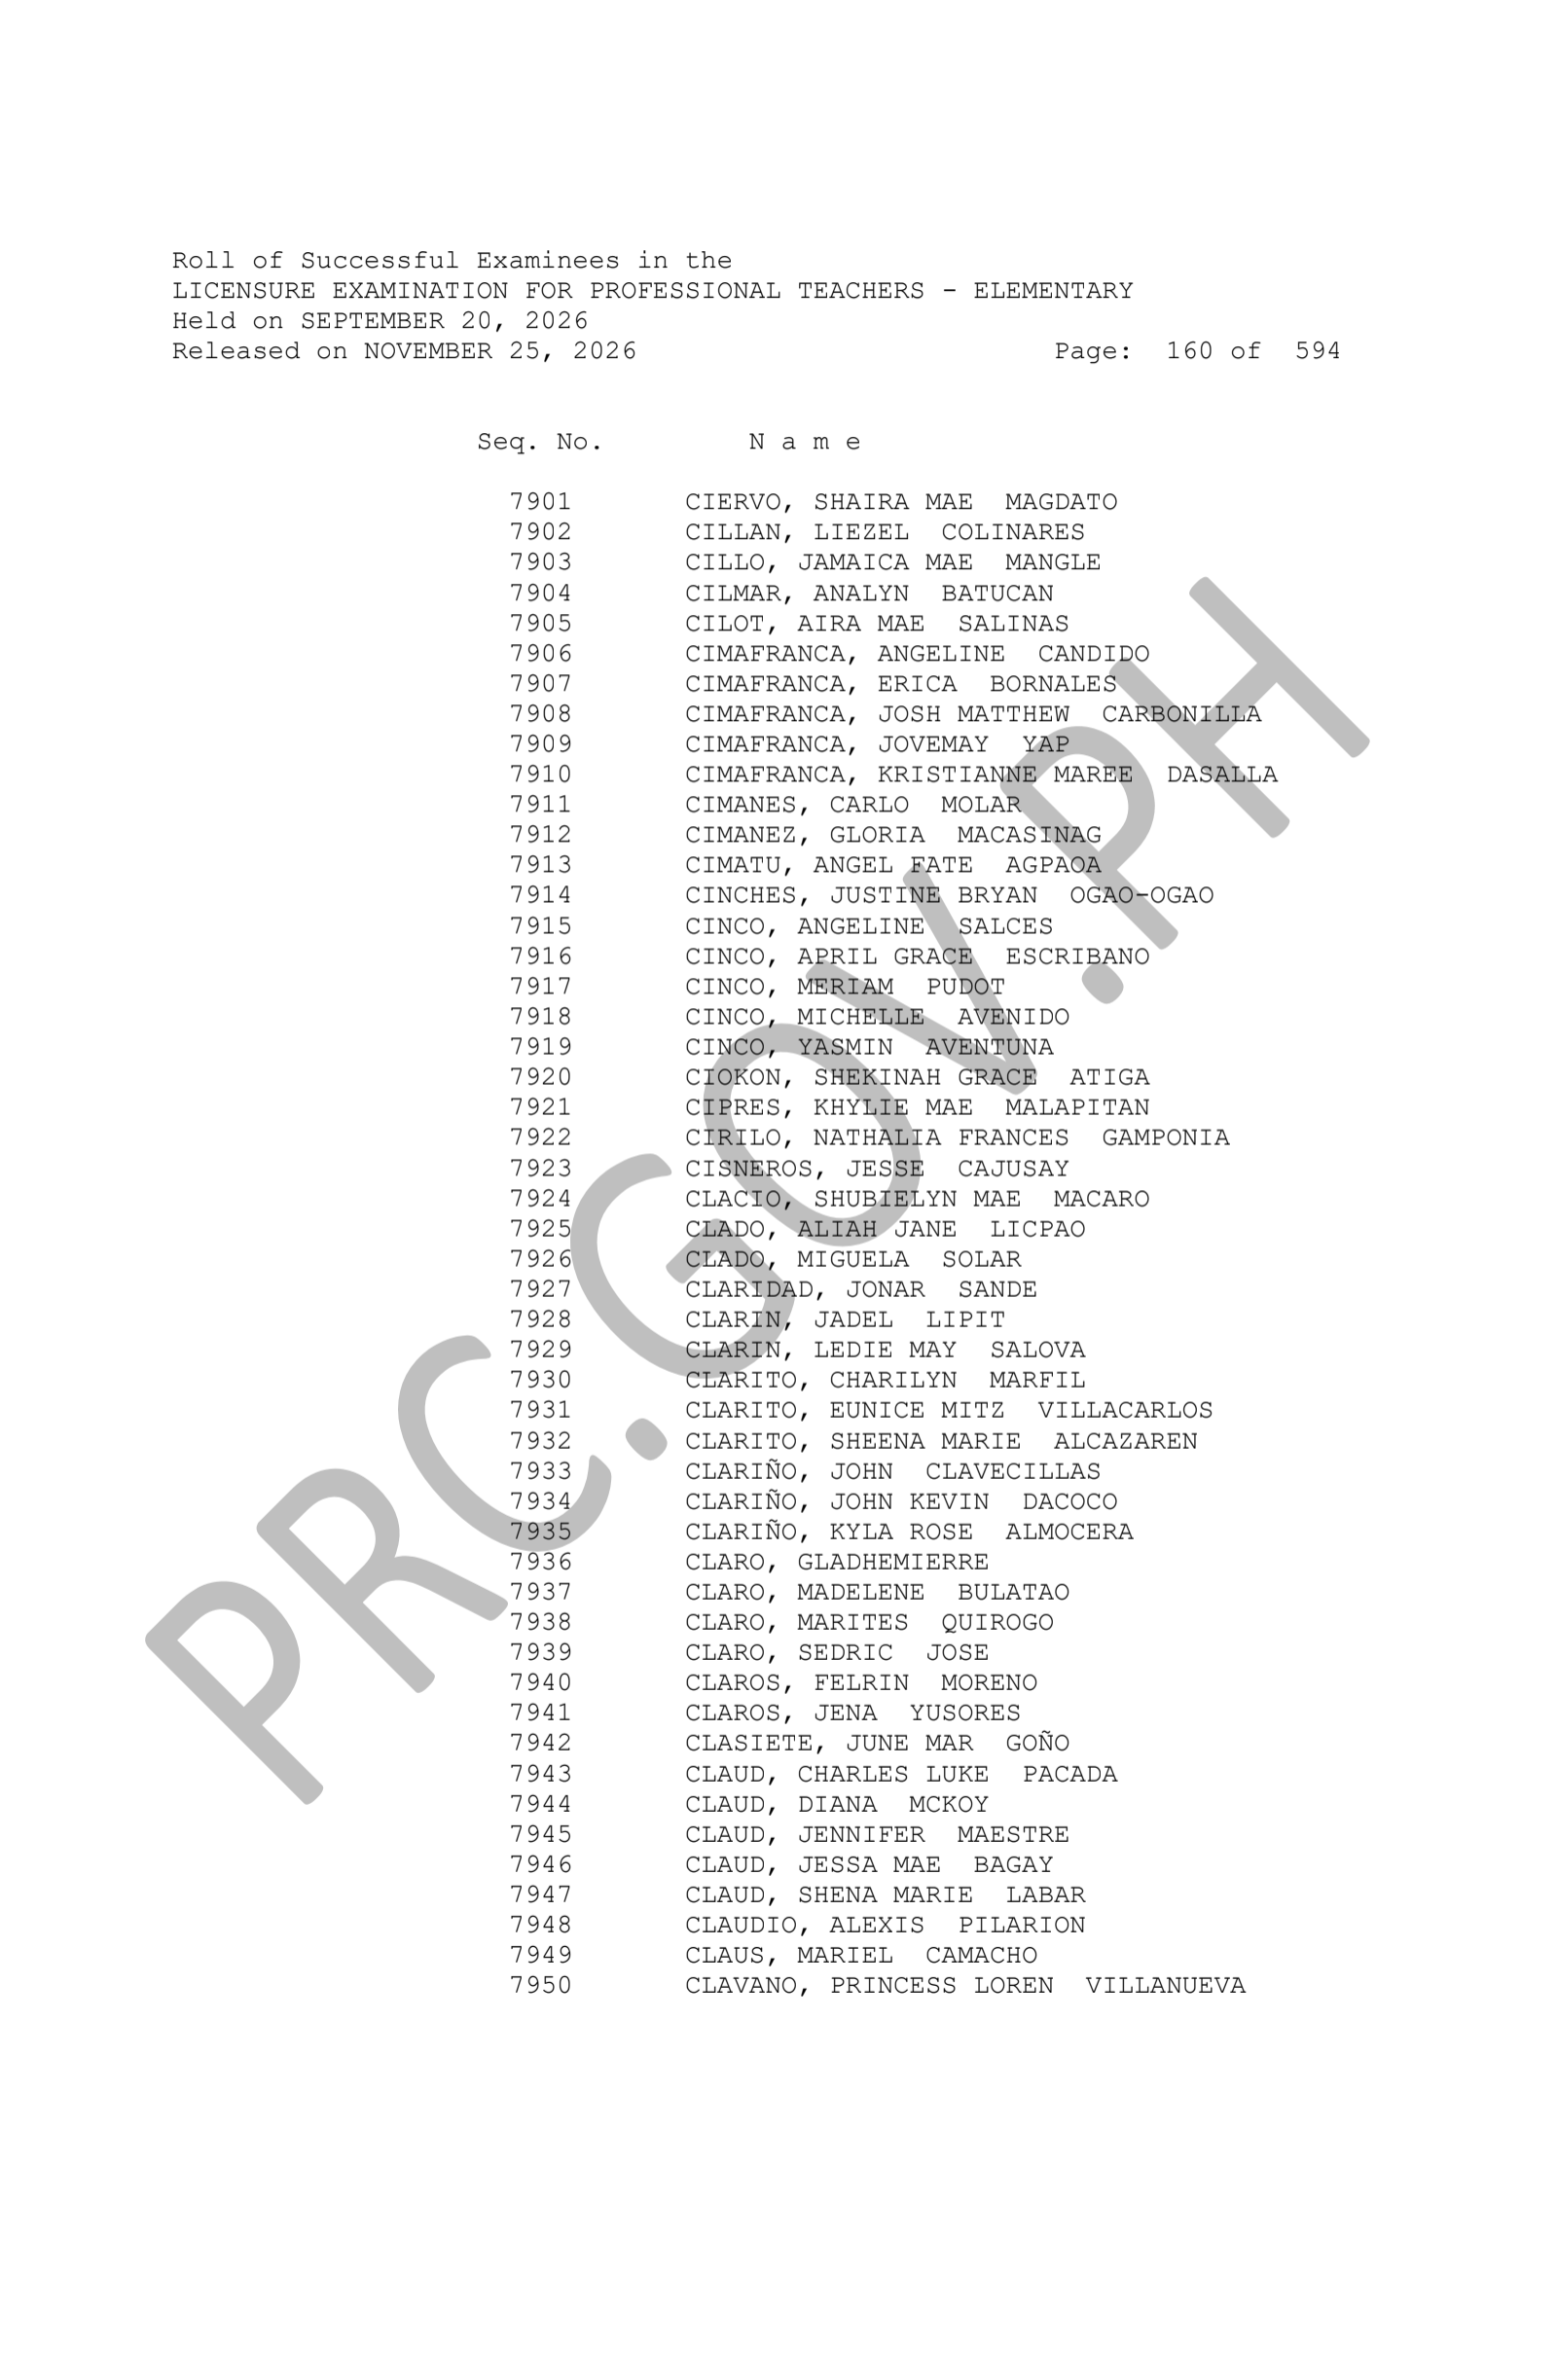 Roll of Successful Examinees in the
LICENSURE EXAMINATION FOR PROFESSIONAL TEACHERS - ELEMENTARY
Held on SEPTEMBER 20, 2026
Released on NOVEMBER 25, 2026 Page: 160 of 594
Seq. No. N a m e
7901 CIERVO, SHAIRA MAE MAGDATO
7902 CILLAN, LIEZEL COLINARES
7903 CILLO, JAMAICA MAE MANGLE
7904 CILMAR, ANALYN BATUCAN
7905 CILOT, AIRA MAE SALINAS
7906 CIMAFRANCA, ANGELINE CANDIDO
7907 CIMAFRANCA, ERICA BORNALES
7908 CIMAFRANCA, JOSH MATTHEW CARBONILLA
7909 CIMAFRANCA, JOVEMAY YAP
7910 CIMAFRANCA, KRISTIANNE MAREE DASALLA
7911 CIMANES, CARLO MOLAR
7912 CIMANEZ, GLORIA MACASINAG
7913 CIMATU, ANGEL FATE AGPAOA
7914 CINCHES, JUSTINE BRYAN OGAO-OGAO
7915 CINCO, ANGELINE SALCES
7916 CINCO, APRIL GRACE ESCRIBANO
7917 CINCO, MERIAM PUDOT
7918 CINCO, MICHELLE AVENIDO
7919 CINCO, YASMIN AVENTUNA
7920 CIOKON, SHEKINAH GRACE ATIGA
7921 CIPRES, KHYLIE MAE MALAPITAN
7922 CIRILO, NATHALIA FRANCES GAMPONIA
7923 CISNEROS, JESSE CAJUSAY
7924 CLACIO, SHUBIELYN MAE MACARO
7925 CLADO, ALIAH JANE LICPAO
7926 CLADO, MIGUELA SOLAR
7927 CLARIDAD, JONAR SANDE
7928 CLARIN, JADEL LIPIT
7929 CLARIN, LEDIE MAY SALOVA
7930 CLARITO, CHARILYN MARFIL
7931 CLARITO, EUNICE MITZ VILLACARLOS
7932 CLARITO, SHEENA MARIE ALCAZAREN
7933 CLARIÑO, JOHN CLAVECILLAS
7934 CLARIÑO, JOHN KEVIN DACOCO
7935 CLARIÑO, KYLA ROSE ALMOCERA
7936 CLARO, GLADHEMIERRE
7937 CLARO, MADELENE BULATAO
7938 CLARO, MARITES QUIROGO
7939 CLARO, SEDRIC JOSE
7940 CLAROS, FELRIN MORENO
7941 CLAROS, JENA YUSORES
7942 CLASIETE, JUNE MAR GOÑO
7943 CLAUD, CHARLES LUKE PACADA
7944 CLAUD, DIANA MCKOY
7945 CLAUD, JENNIFER MAESTRE
7946 CLAUD, JESSA MAE BAGAY
7947 CLAUD, SHENA MARIE LABAR
7948 CLAUDIO, ALEXIS PILARION
7949 CLAUS, MARIEL CAMACHO
7950 CLAVANO, PRINCESS LOREN VILLANUEVA
PRC.GOV.PH